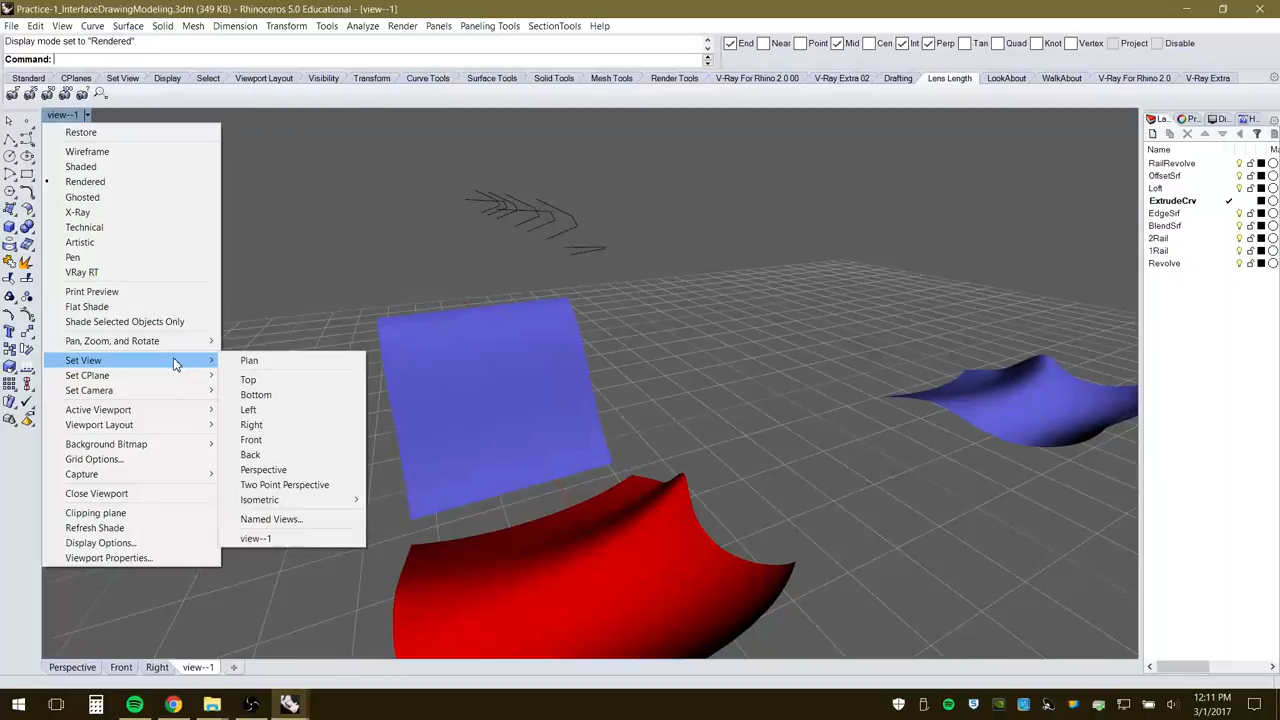 Practice-1_InterfaceDrawingModeling.3dm (349 KB) - Rhinoceros 5.0 Educational - [view--1]
File Edit View Curve Surface Solid Mesh Dimension Transform Tools Analyze Render Panels Paneling Tools SectionTools Help
Display mode set to "Rendered".
Command:
End Near Point Mid Cen Int Perp Tan Quad Knot Vertex Project Disable
Standard CPlanes Set View Display Select Viewport Layout Visibility Transform Curve Tools Surface Tools Solid Tools Mesh Tools Render Tools V-Ray For Rhino 2.0 00 V-Ray Extra 02 Drafting Lens Length LookAbout WalkAbout V-Ray For Rhino 2.0 V-Ray Extra
view--1
Restore
Wireframe
Shaded
Rendered
Ghosted
X-Ray
Technical
Artistic
Pen
VRay RT
Print Preview
Flat Shade
Shade Selected Objects Only
Pan, Zoom, and Rotate
Set View
Set CPlane
Set Camera
Active Viewport
Viewport Layout
Background Bitmap
Grid Options...
Capture
Close Viewport
Clipping plane
Refresh Shade
Display Options...
Viewport Properties...
Plan
Top
Bottom
Left
Right
Front
Back
Perspective
Two Point Perspective
Isometric
Named Views...
view--1
La... Pr... Di... H...
Name
RailRevolve
OffsetSrf
Loft
ExtrudeCrv
EdgeSrf
BlendSrf
2Rail
1Rail
Revolve
Perspective Front Right view--1
12:11 PM
3/1/2017